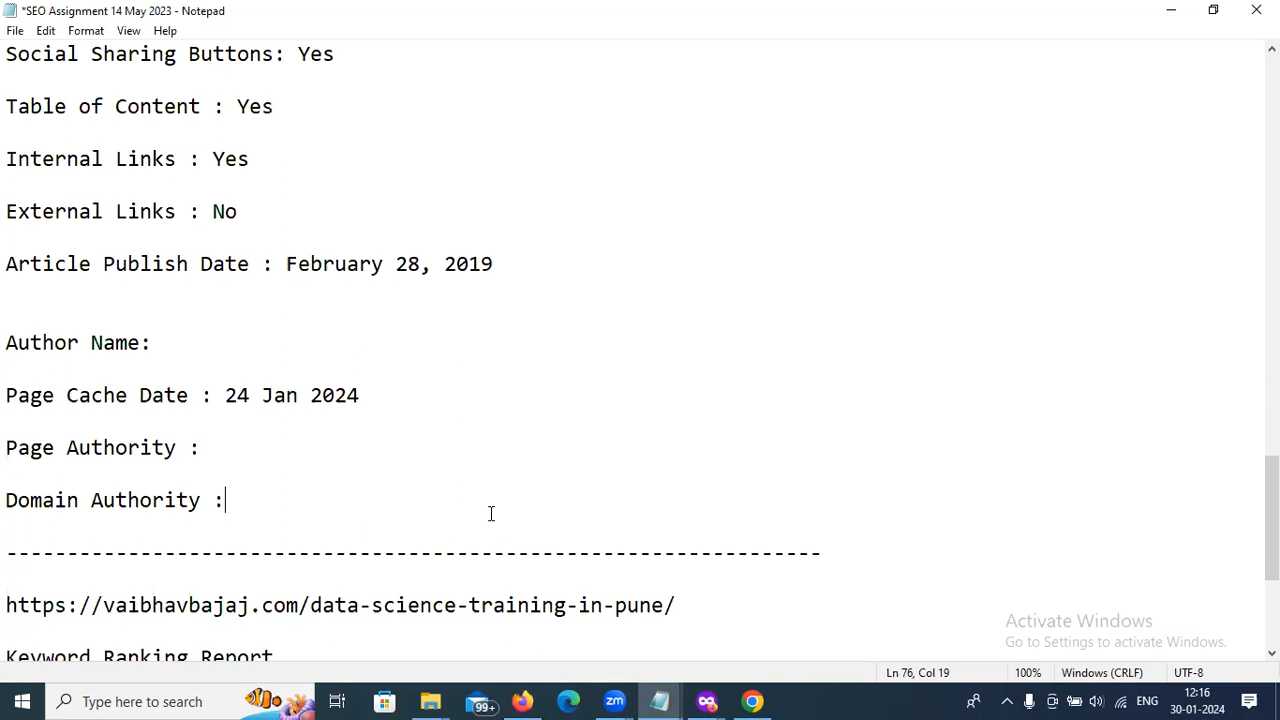 *SEO Assignment 14 May 2023 - Notepad
File Edit Format View Help
Social Sharing Buttons: Yes
Table of Content : Yes
Internal Links : Yes
External Links : No
Article Publish Date : February 28, 2019
Author Name:
Page Cache Date : 24 Jan 2024
Page Authority :
Domain Authority :
-------------------------------------------------------------------
https://vaibhavbajaj.com/data-science-training-in-pune/
Keyword Ranking Report
Activate Windows
Go to Settings to activate Windows.
Ln 76, Col 19 100% Windows (CRLF) UTF-8
Type here to search 99+ zm ENG 12:16
30-01-2024